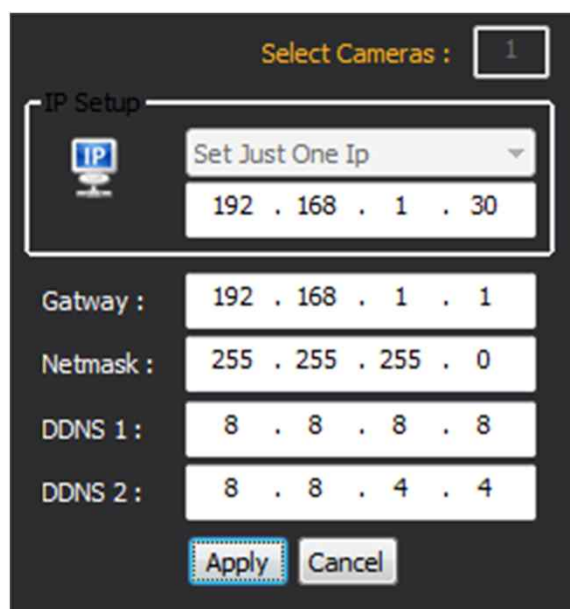 Select Cameras : 1
IP Setup
IP
Set Just One Ip
192 . 168 . 1 . 30
Gatway : 192 . 168 . 1 . 1
Netmask : 255 . 255 . 255 . 0
DDNS 1 : 8 . 8 . 8 . 8
DDNS 2 : 8 . 8 . 4 . 4
Apply Cancel